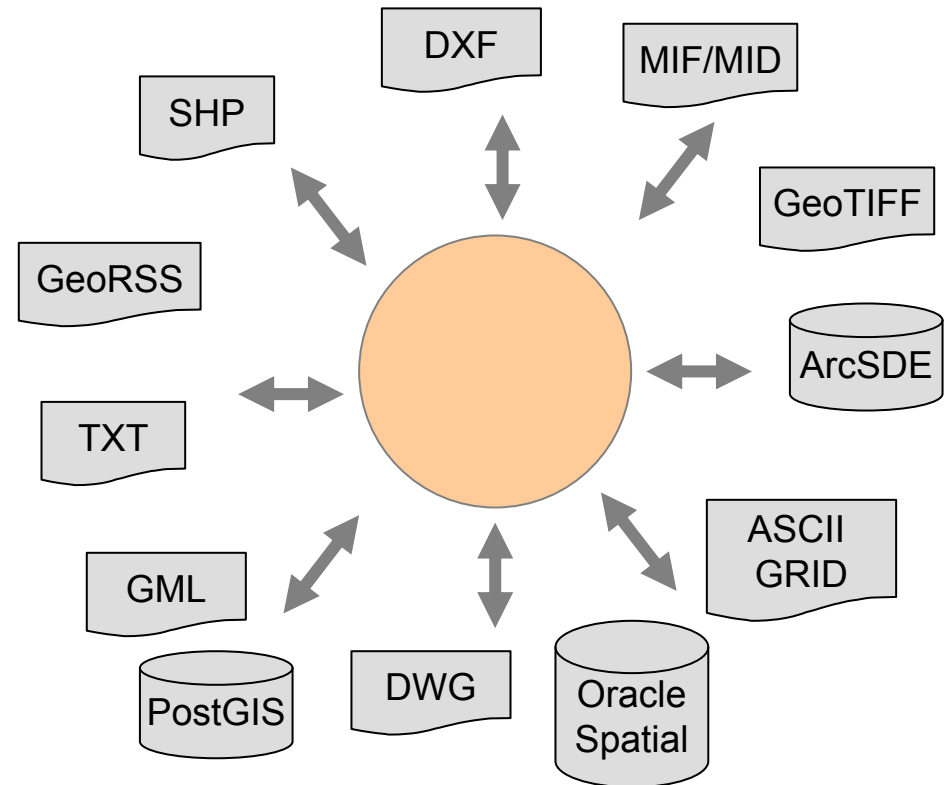 DXF
MIF/MID
SHP
GeoTIFF
GeoRSS
ArcSDE
TXT
ASCII
GRID
GML
PostGIS
DWG
Oracle
Spatial